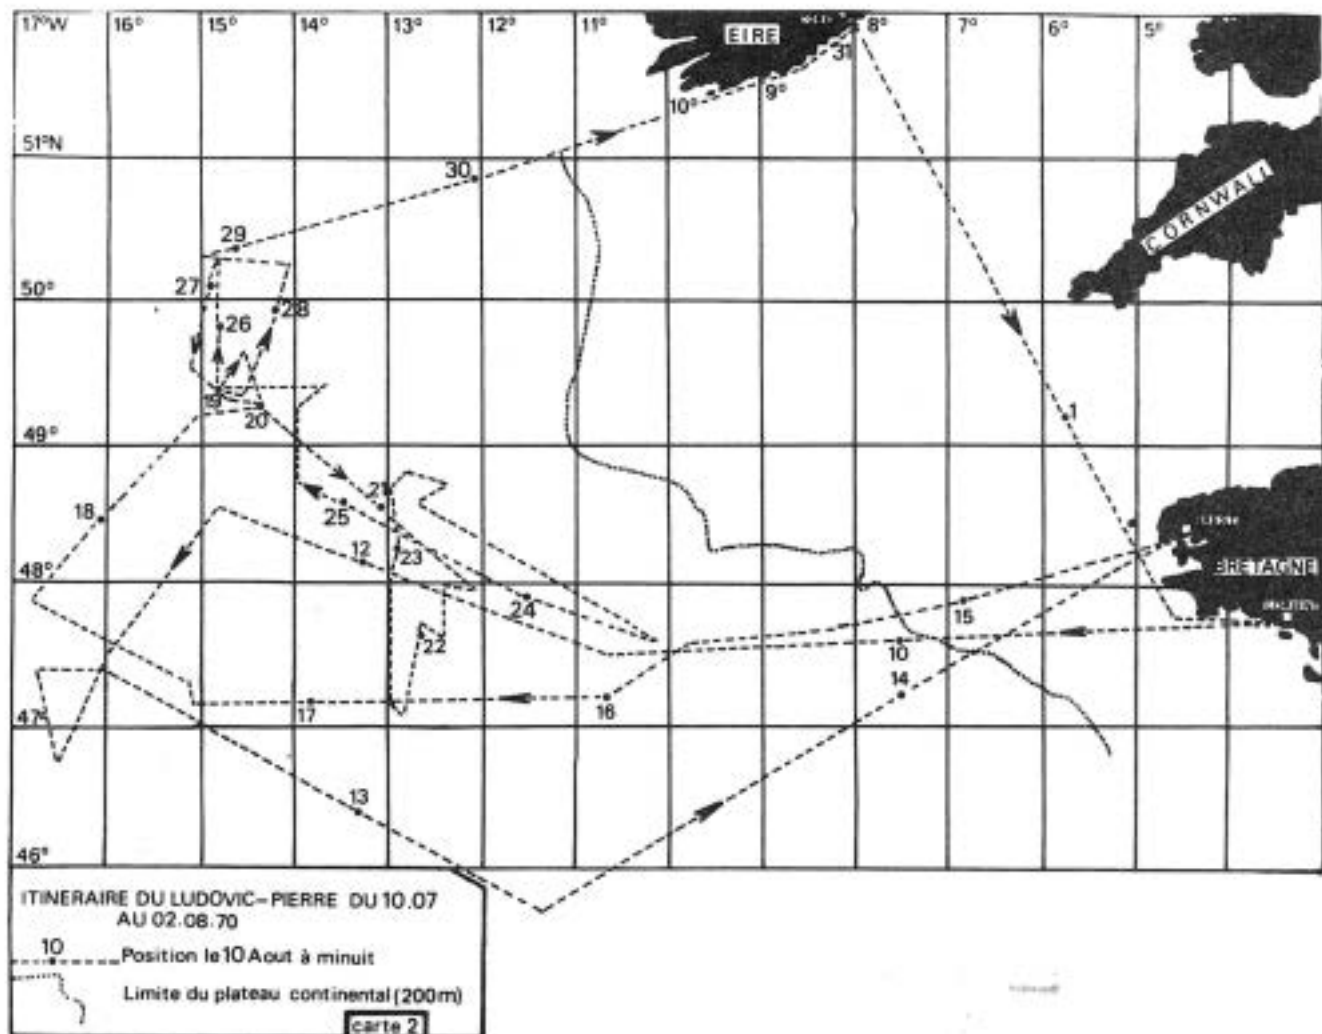 17°W 16° 15° 14° 13° 12° 11° 8° 7° 6° 5°
EIRE
31
10° 9°
51°N
30
CORNWALL
29
27
50°
28
26
19
20
1
49°
21
18
25
12
23
48°
BRETAGNE
24
15
22
10
14
16
17
47°
13
46°
ITINERAIRE DU LUDOVIC-PIERRE DU 10.07
AU 02.08.70
10
Position le 10 Aout à minuit
Limite du plateau continental (200m)
carte 2